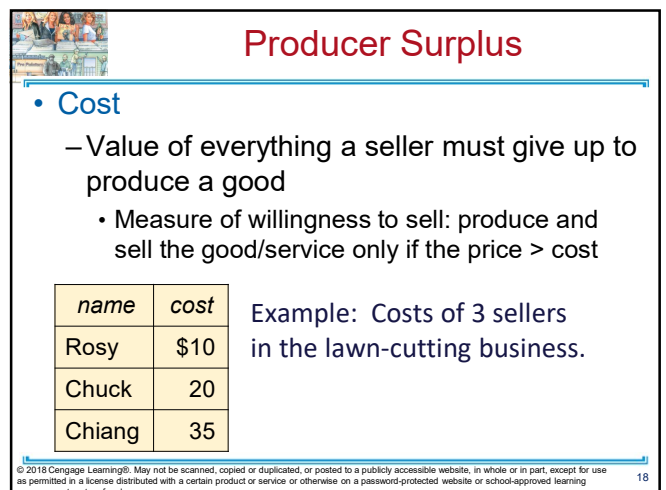 Producer Surplus
• Cost
– Value of everything a seller must give up to
produce a good
• Measure of willingness to sell: produce and
sell the good/service only if the price > cost
name cost
Rosy $10
Chuck 20
Chiang 35
Example: Costs of 3 sellers
in the lawn-cutting business.
© 2018 Cengage Learning®. May not be scanned, copied or duplicated, or posted to a publicly accessible website, in whole or in part, except for use
as permitted in a license distributed with a certain product or service or otherwise on a password-protected website or school-approved learning
18